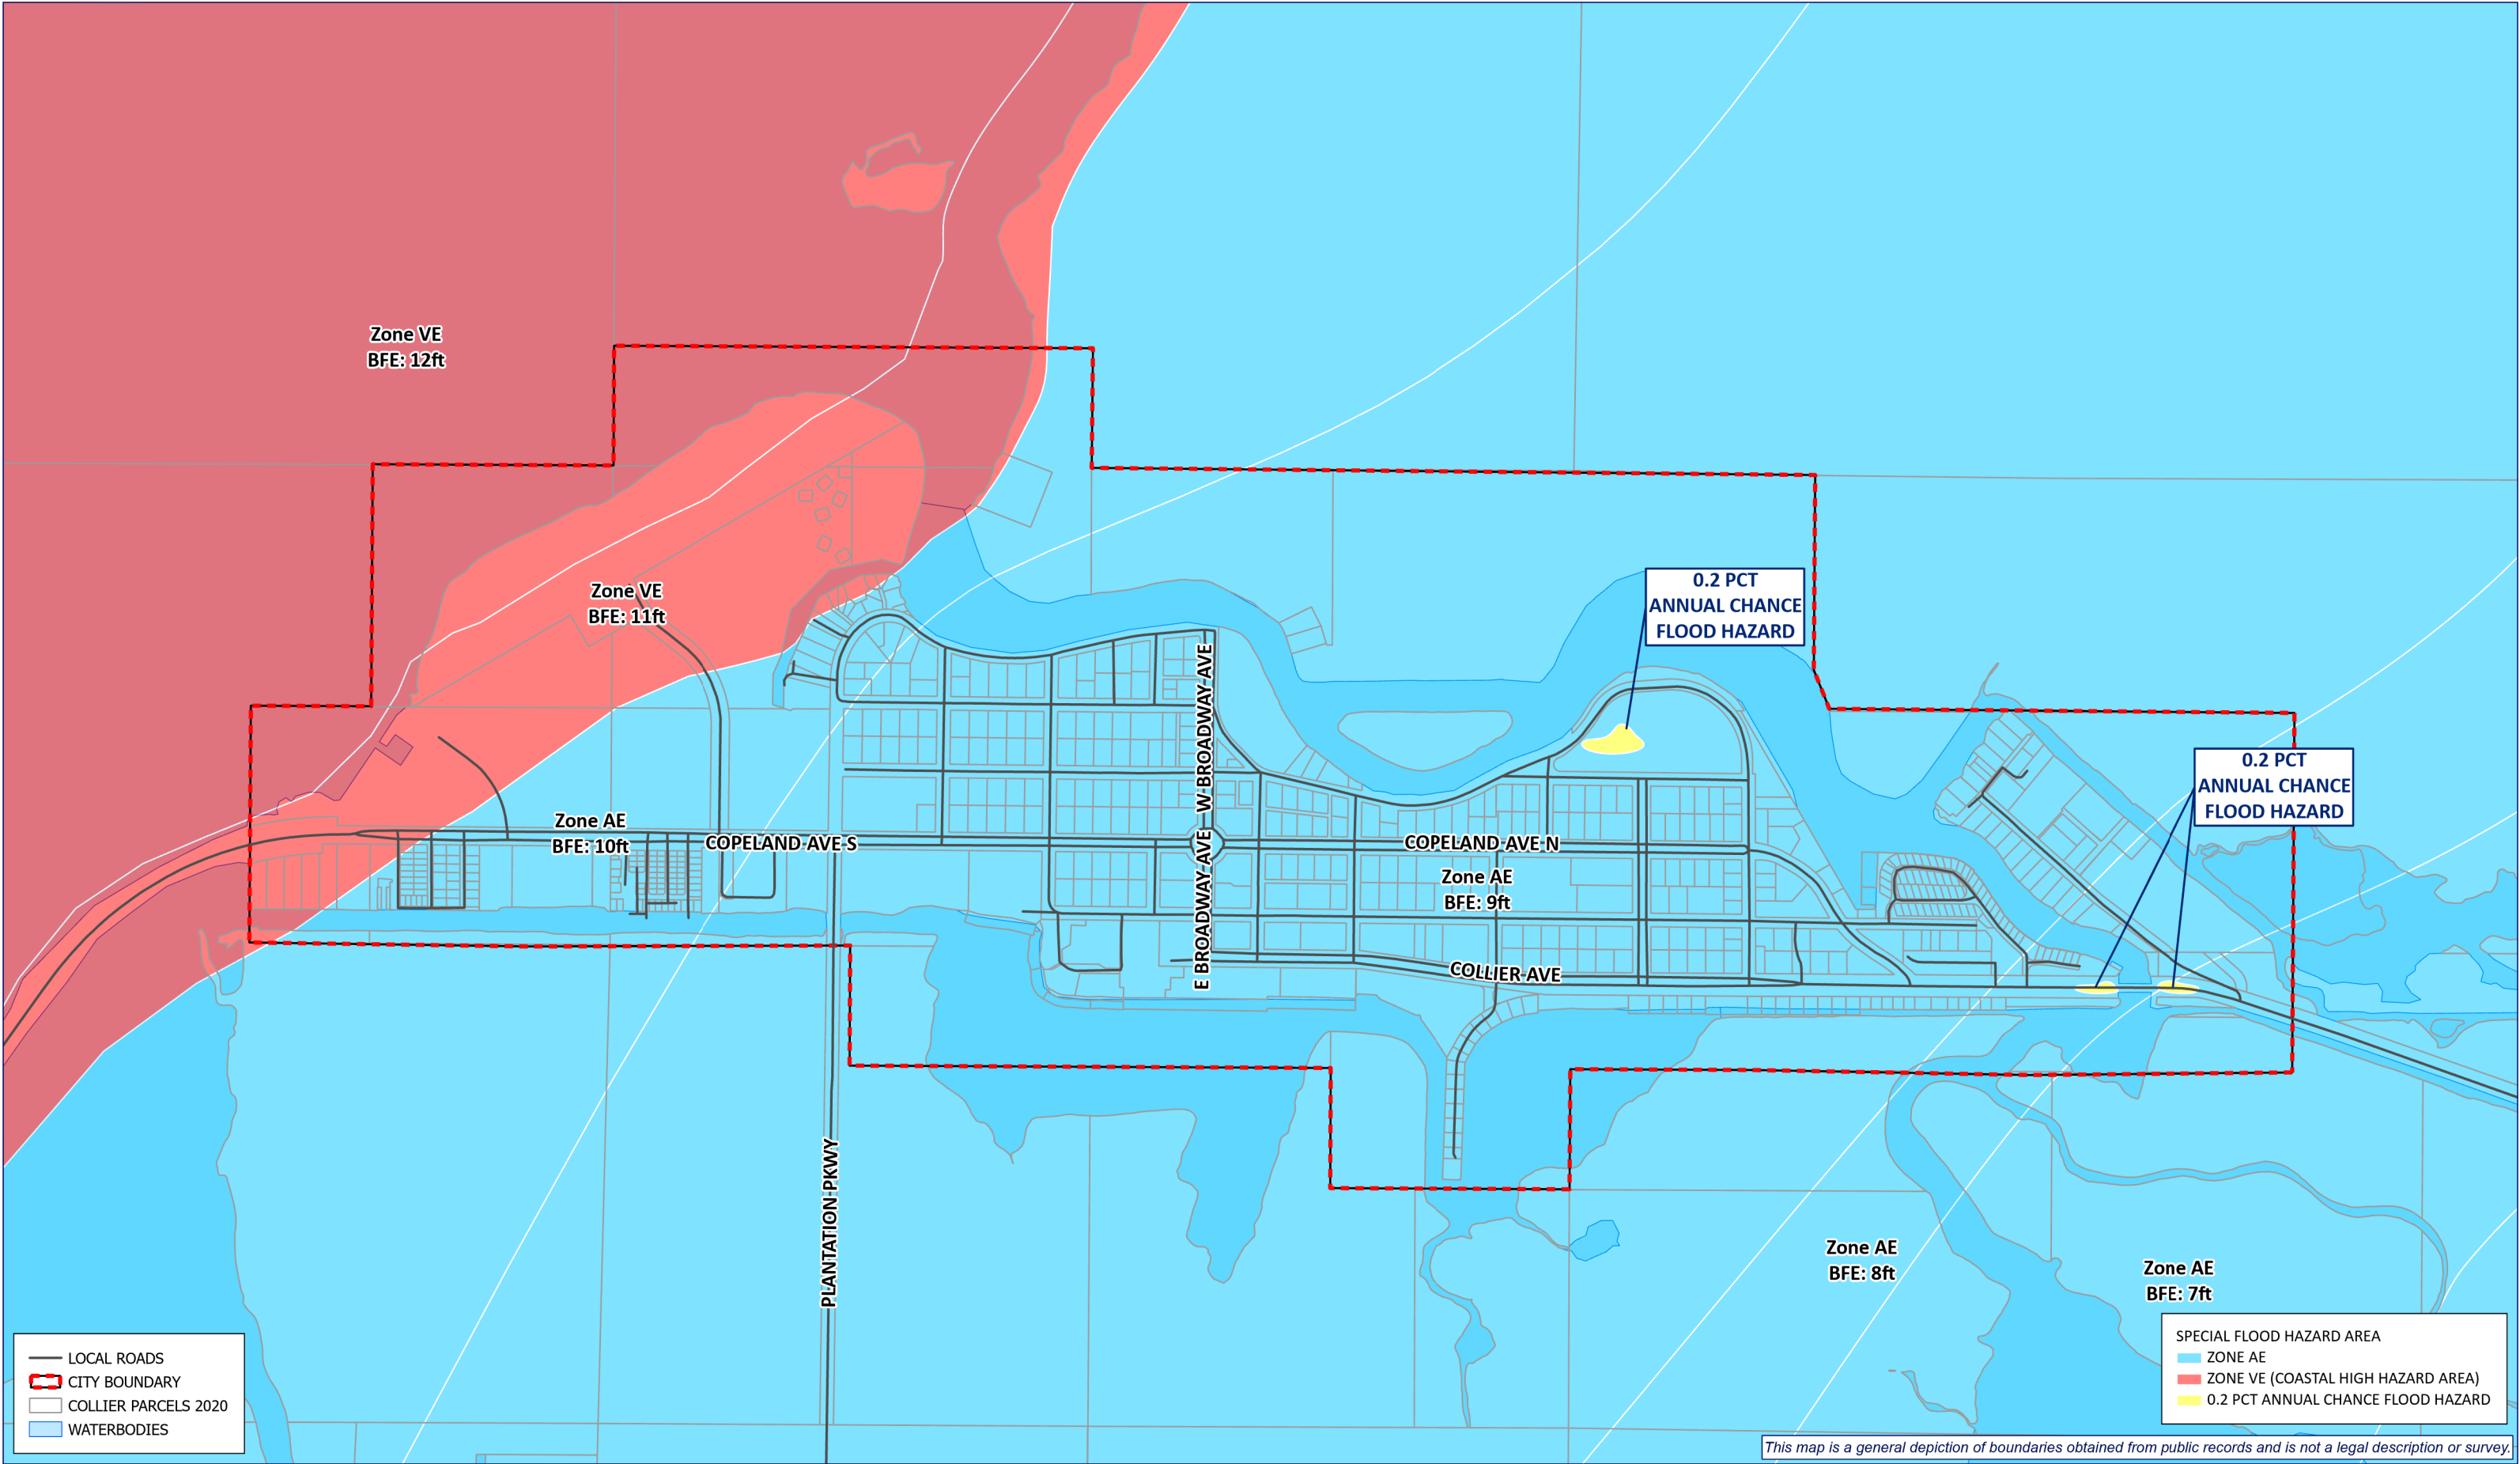 Zone VE
BFE: 12ft
Zone VE
BFE: 11ft
0.2 PCT
ANNUAL CHANCE
FLOOD HAZARD
0.2 PCT
ANNUAL CHANCE
FLOOD HAZARD
W BROADWAY AVE
Zone AE
BFE: 10ft
COPELAND AVE S
COPELAND AVE N
Zone AE
BFE: 9ft
E BROADWAY AVE
COLLIER AVE
PLANTATION PKWY
Zone AE
BFE: 8ft
Zone AE
BFE: 7ft
LOCAL ROADS
CITY BOUNDARY
COLLIER PARCELS 2020
WATERBODIES
SPECIAL FLOOD HAZARD AREA
ZONE AE
ZONE VE (COASTAL HIGH HAZARD AREA)
0.2 PCT ANNUAL CHANCE FLOOD HAZARD
This map is a general depiction of boundaries obtained from public records and is not a legal description or survey.